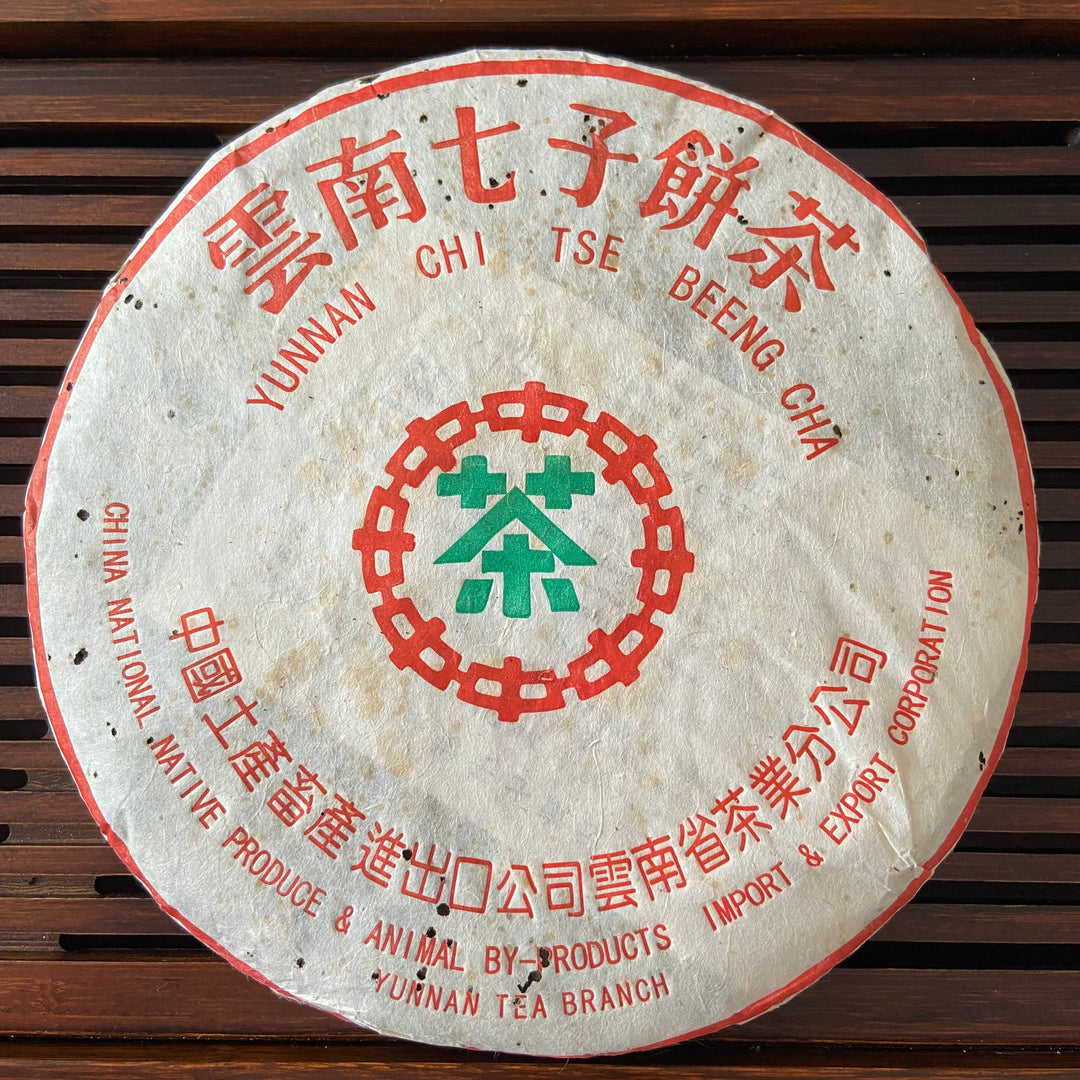 雲南七子餅茶
YUNNAN CHI TSE BEENG CHA
茶
中國土產畜產進出口公司雲南省茶業分公司
CHINA NATIONAL NATIVE PRODUCE & ANIMAL BY-PRODUCTS IMPORT & EXPORT CORPORATION
YUNNAN TEA BRANCH